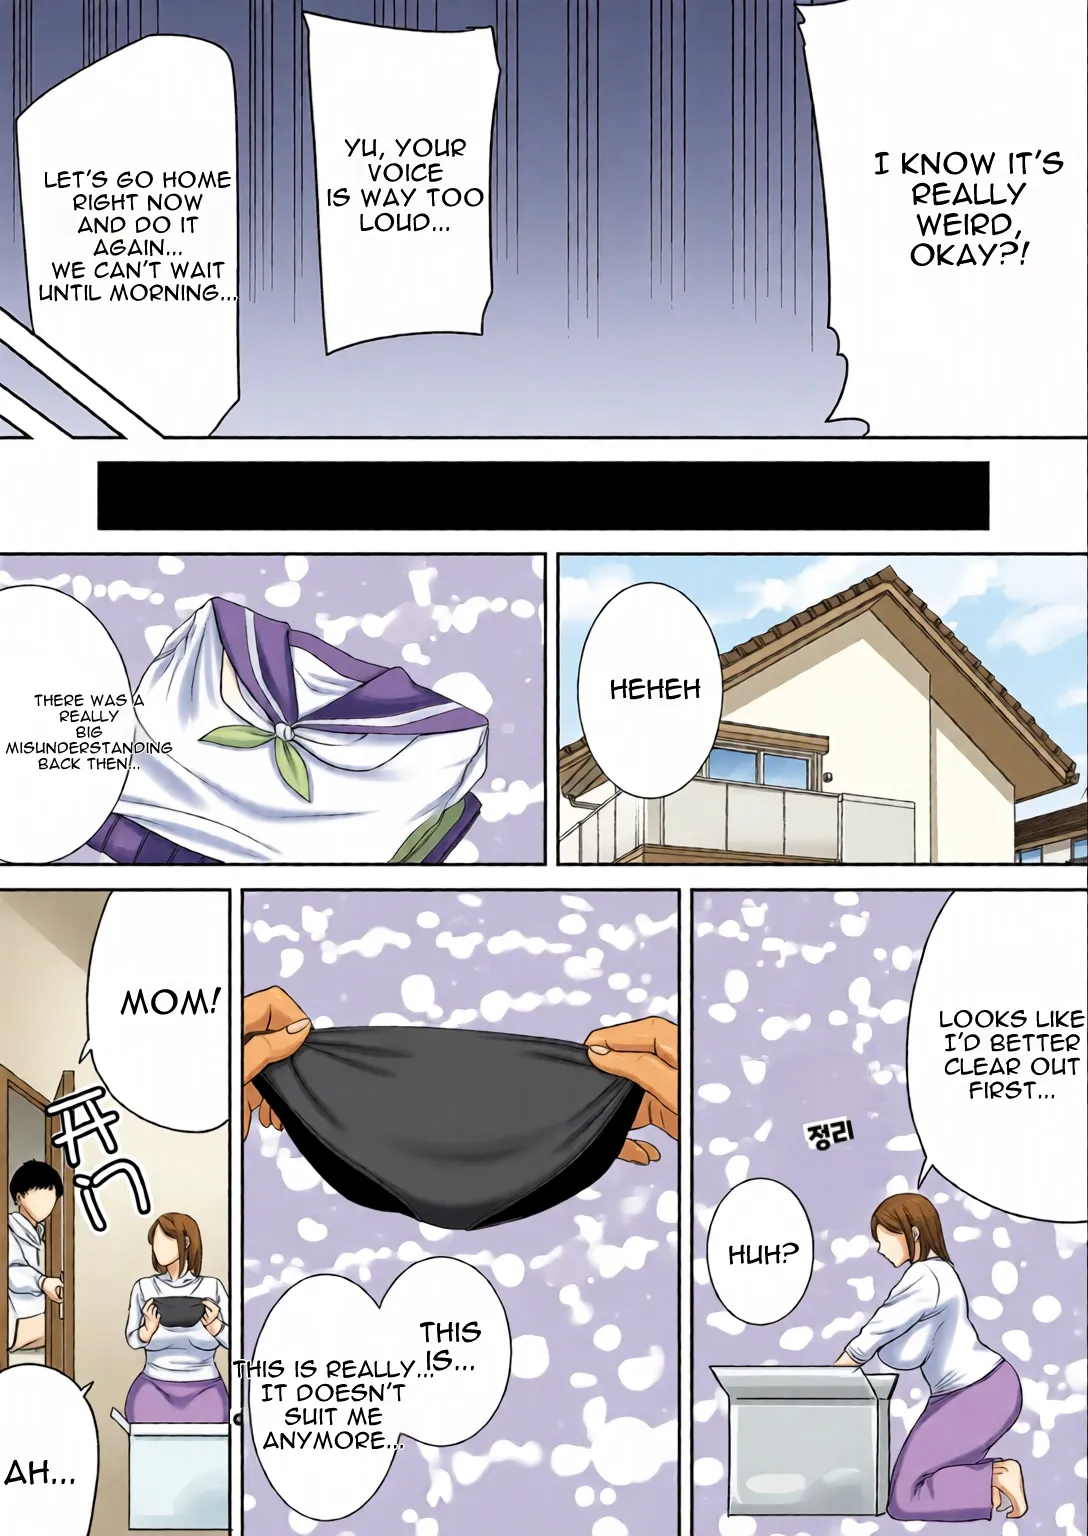 I KNOW IT'S
REALLY
WEIRD,
OKAY?!
YU, YOUR
VOICE
IS WAY TOO
LOUD...
LET'S GO HOME
RIGHT NOW
AND DO IT
AGAIN...
WE CAN'T WAIT
UNTIL MORNING...
HEHEH
THERE WAS A
REALLY
BIG
MISUNDERSTANDING
BACK THEN...
LOOKS LIKE
I'D BETTER
CLEAR OUT
FIRST...
정리
HUH?
THIS
IS...
THIS IS REALLY...
IT DOESN'T
SUIT ME
ANYMORE...
MOM!
AH...